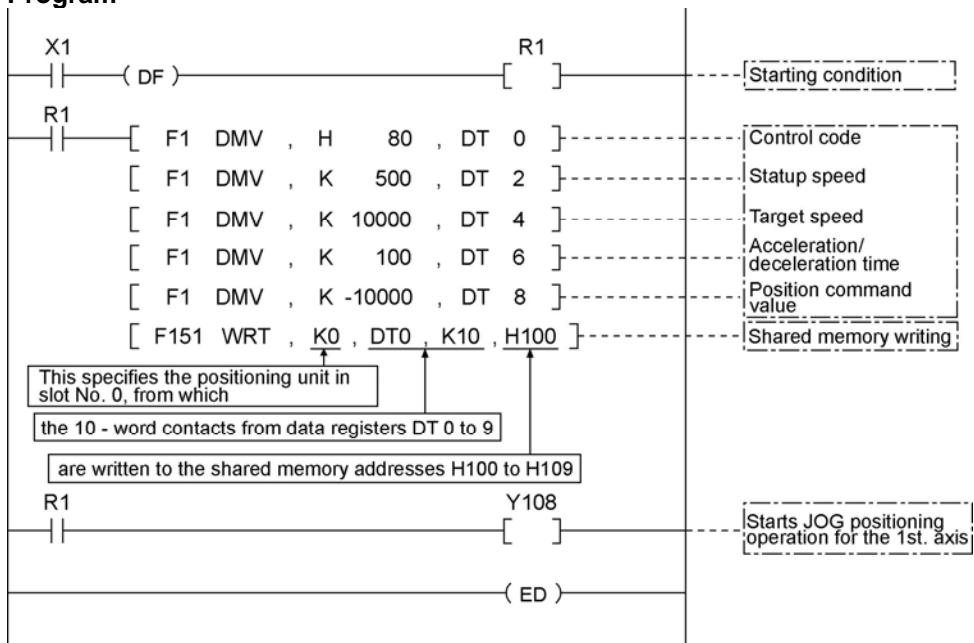 Program
X1 R1
( DF ) [ ] Starting condition
R1
[ F1 DMV , H 80 , DT 0 ] Control code
[ F1 DMV , K 500 , DT 2 ] Statup speed
[ F1 DMV , K 10000 , DT 4 ] Target speed
[ F1 DMV , K 100 , DT 6 ] Acceleration/
deceleration time
[ F1 DMV , K -10000 , DT 8 ] Position command
value
[ F151 WRT , K0 , DT0 , K10 , H100 ] Shared memory writing
This specifies the positioning unit in
slot No. 0, from which
the 10 - word contacts from data registers DT 0 to 9
are written to the shared memory addresses H100 to H109
R1 Y108
[ ] Starts JOG positioning
operation for the 1st. axis
( ED )